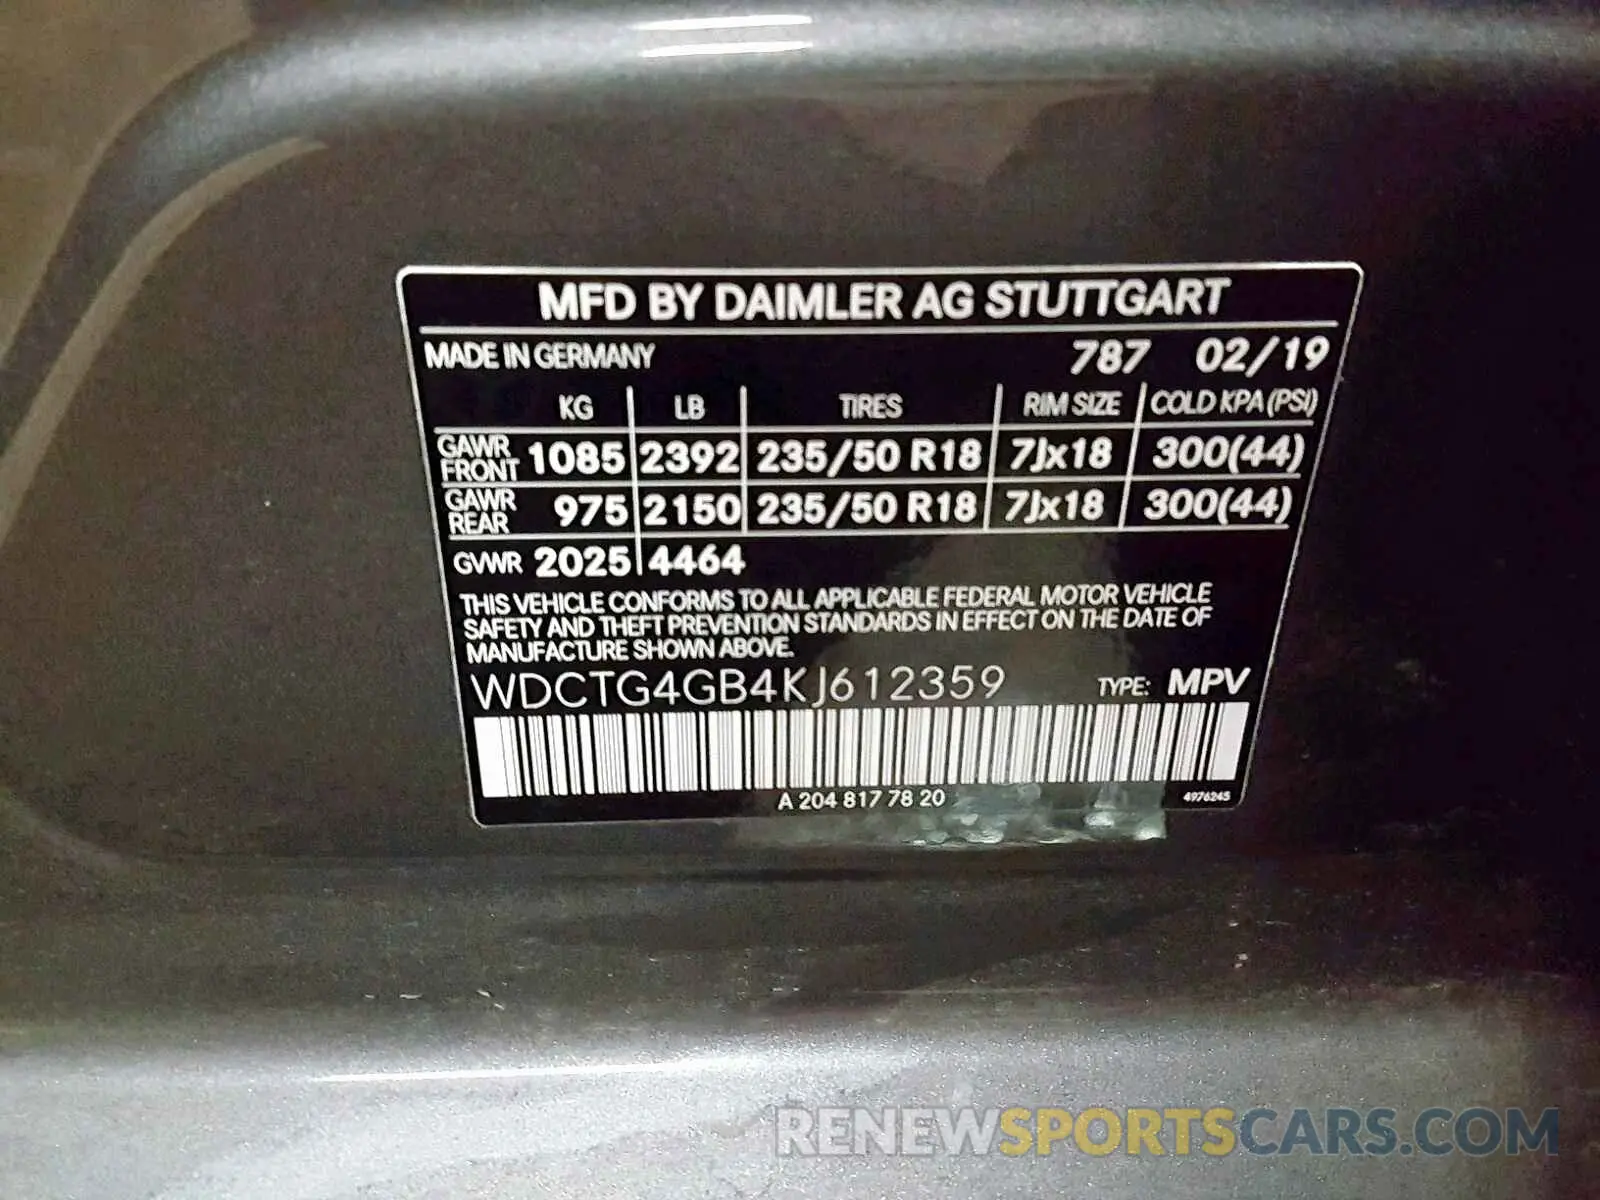 MFD BY DAIMLER AG STUTTGART
MADE IN GERMANY 787 02/19
KG LB TIRES RIM SIZE COLD KPA (PSI)
GAWR FRONT 1085 2392 235/50 R18 7Jx18 300(44)
GAWR REAR 975 2150 235/50 R18 7Jx18 300(44)
GVWR 2025 4464
THIS VEHICLE CONFORMS TO ALL APPLICABLE FEDERAL MOTOR VEHICLE
SAFETY AND THEFT PREVENTION STANDARDS IN EFFECT ON THE DATE OF
MANUFACTURE SHOWN ABOVE.
WDCTG4GB4KJ612359 TYPE: MPV
A 204 817 78 20 4976245
RENEWSPORTSCARS.COM